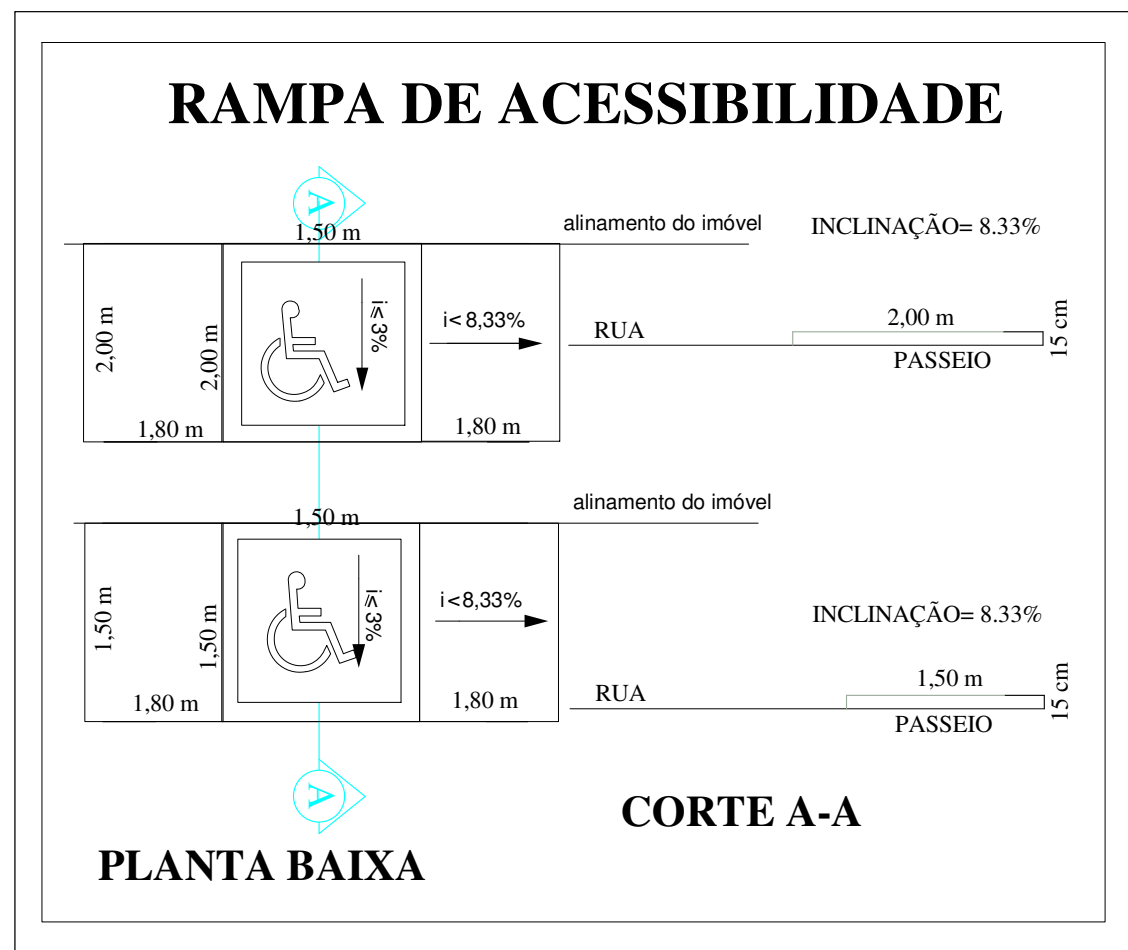 RAMPA DE ACESSIBILIDADE
A
1,50 m
alinamento do imóvel
INCLINAÇÃO= 8.33%
2,00 m
2,00 m
i≤ 3%
i< 8,33%
RUA
2,00 m
PASSEIO
15 cm
1,80 m
1,80 m
1,50 m
alinamento do imóvel
1,50 m
1,50 m
i≤ 3%
i<8,33%
INCLINAÇÃO= 8.33%
RUA
1,50 m
PASSEIO
15 cm
1,80 m
1,80 m
A
CORTE A-A
PLANTA BAIXA